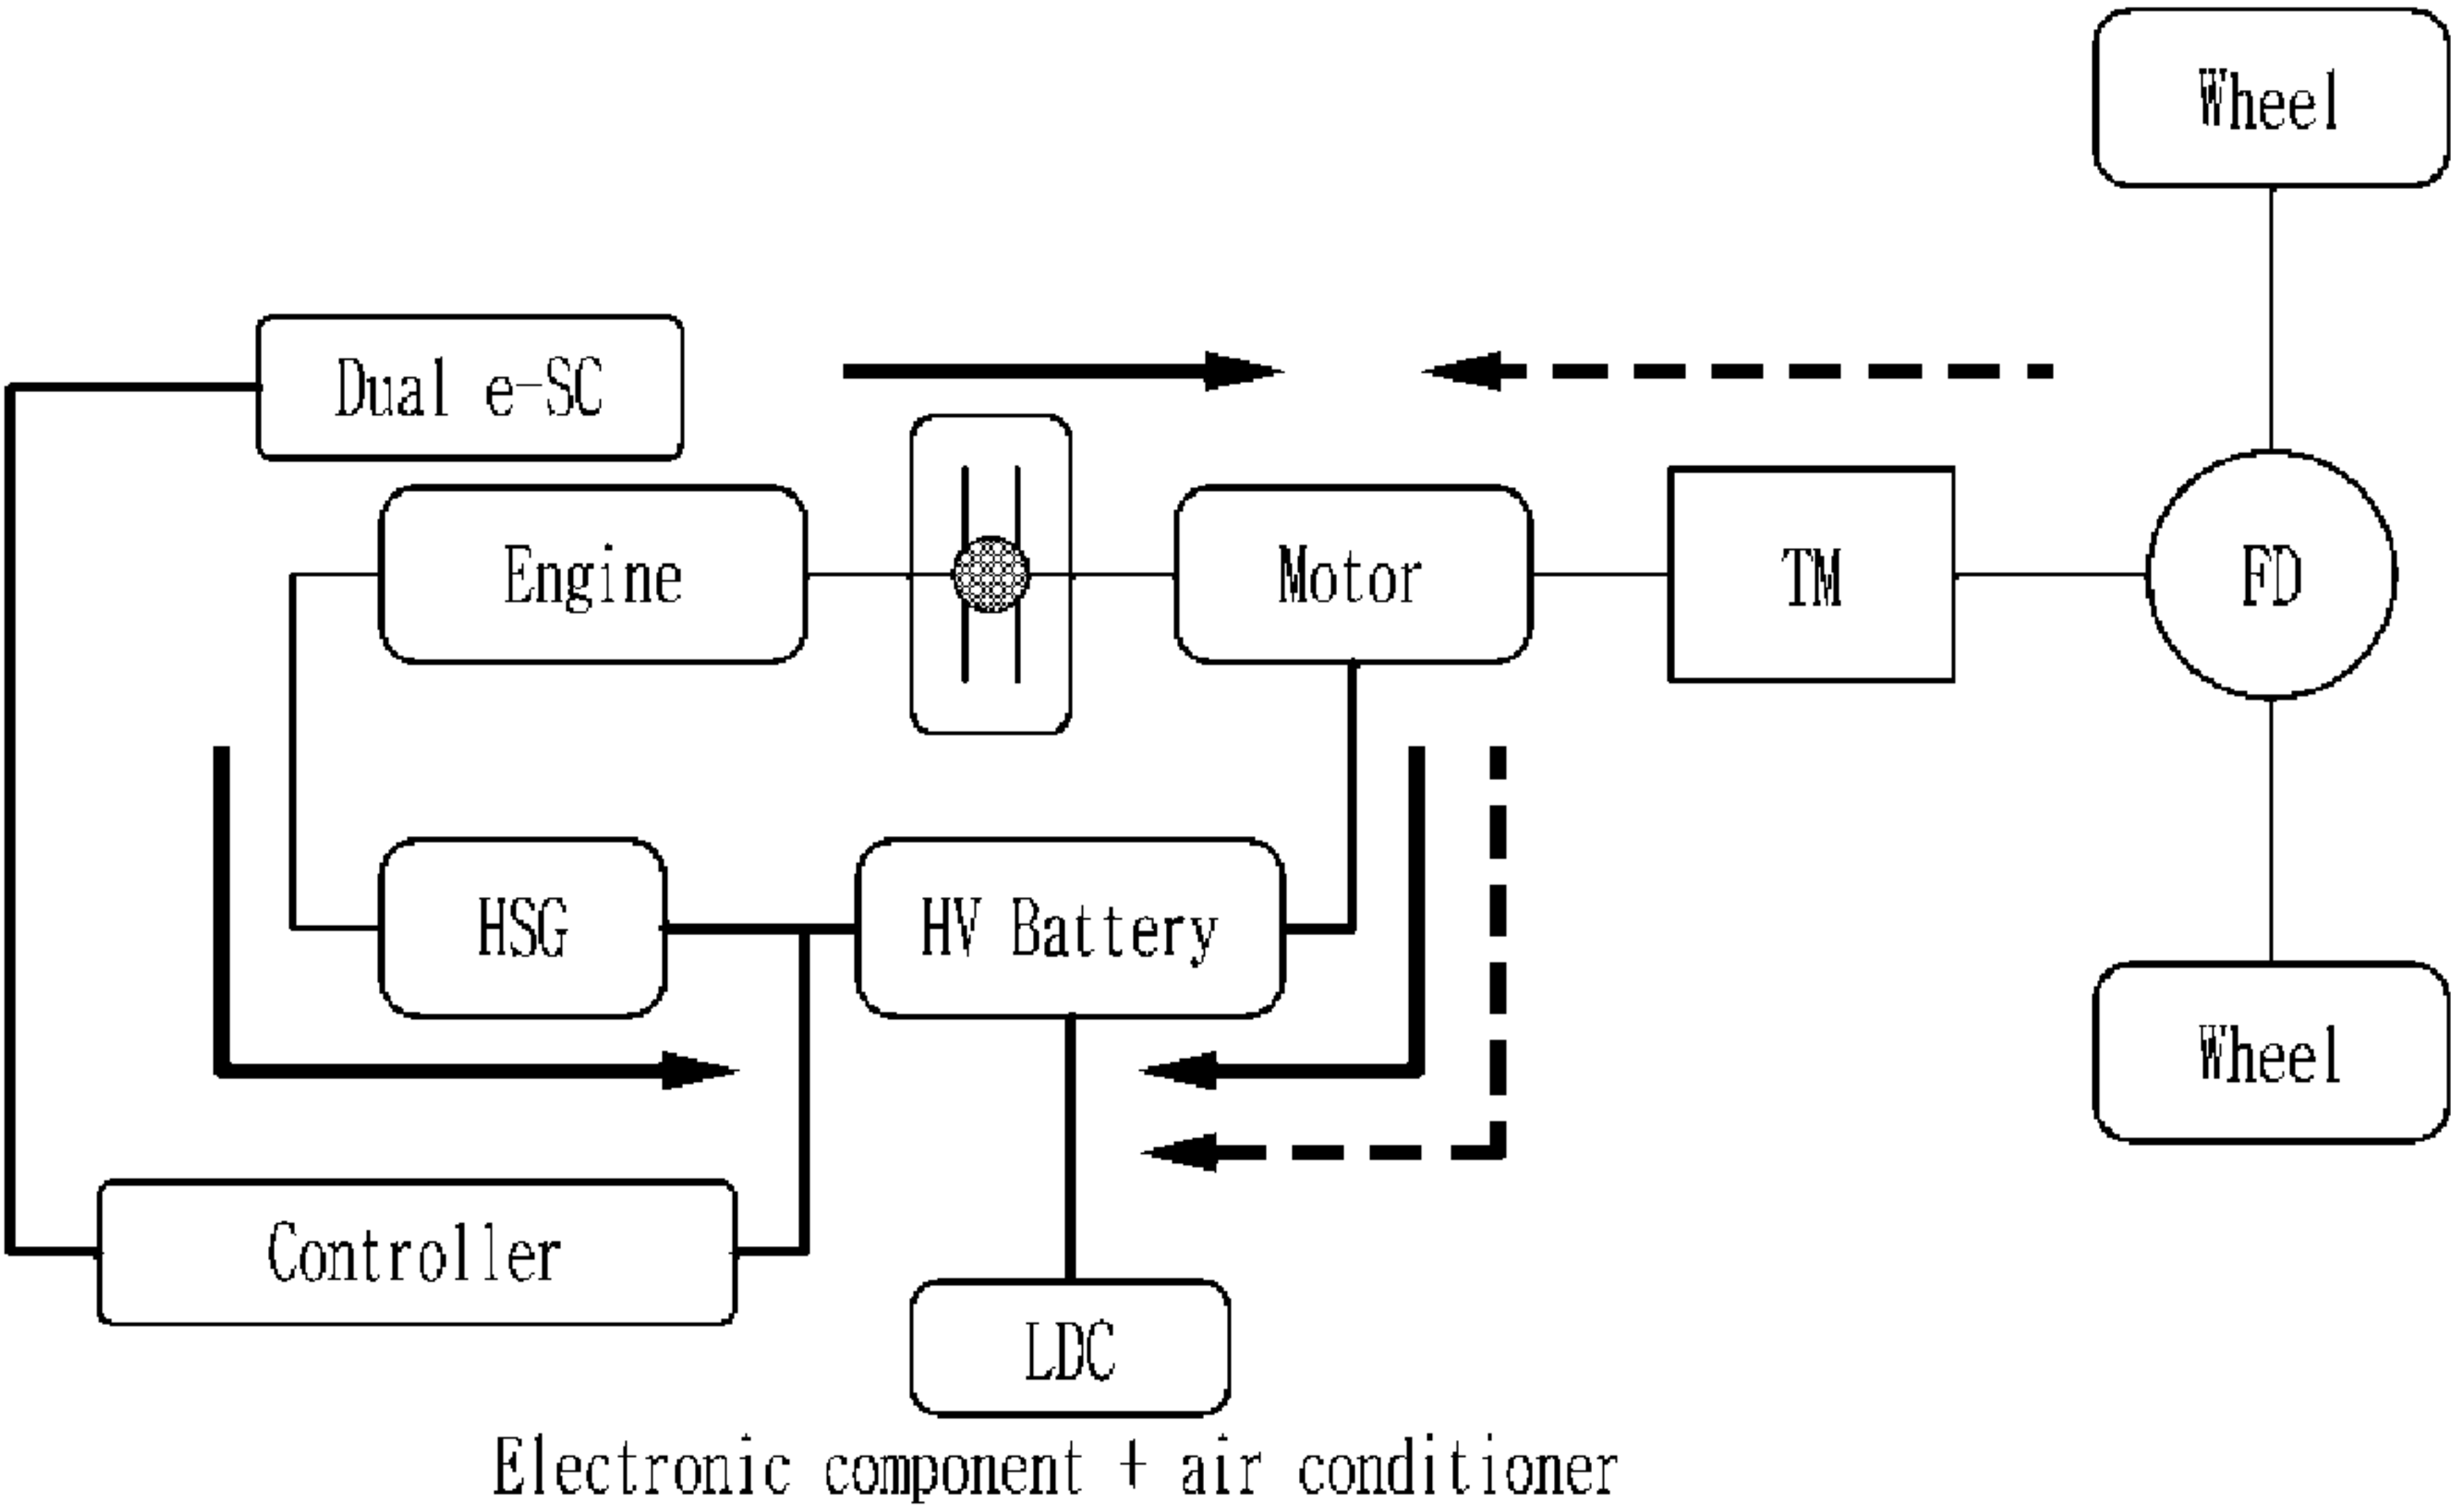 Wheel
Dual e-SC
Engine
Motor
TM
FD
HSG
HV Battery
Wheel
Controller
LDC
Electronic component + air conditioner